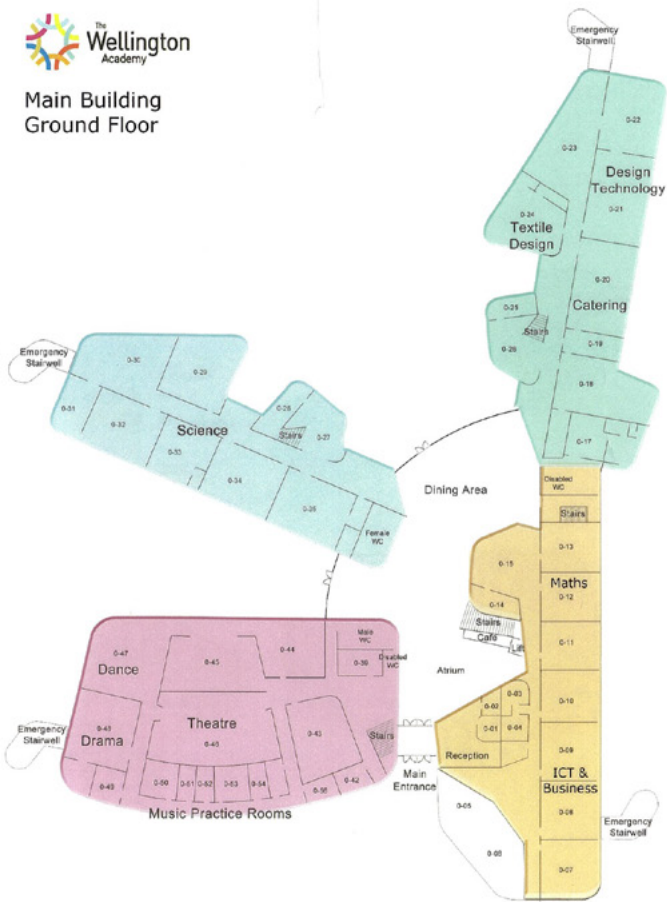 The
Wellington
Academy
Main Building
Ground Floor
Emergency
Stairwell
0-22
0-23
Design
Technology
0-21
0-24
Textile
Design
0-20
0-25
Catering
Stairs
0-19
0-26
0-18
0-17
Emergency
Stairwell
0-30
0-29
0-31
0-32
0-28
Science
Stairs
0-27
0-33
0-34
0-35
Female
WC
Dining Area
Disabled
WC
Stairs
0-13
0-15
Maths
0-12
0-14
Stairs
Cafe
Lift
0-11
Atrium
0-10
0-03
0-02
0-01
0-04
Reception
0-09
ICT &
Business
0-08
0-07
0-05
0-06
Emergency
Stairwell
Main
Entrance
Male
WC
0-39
Disabled
WC
0-47
Dance
0-45
0-44
Theatre
Drama
0-43
Stairs
Emergency
Stairwell
0-49
0-50
0-51
0-52
0-53
0-54
0-55
0-42
Music Practice Rooms